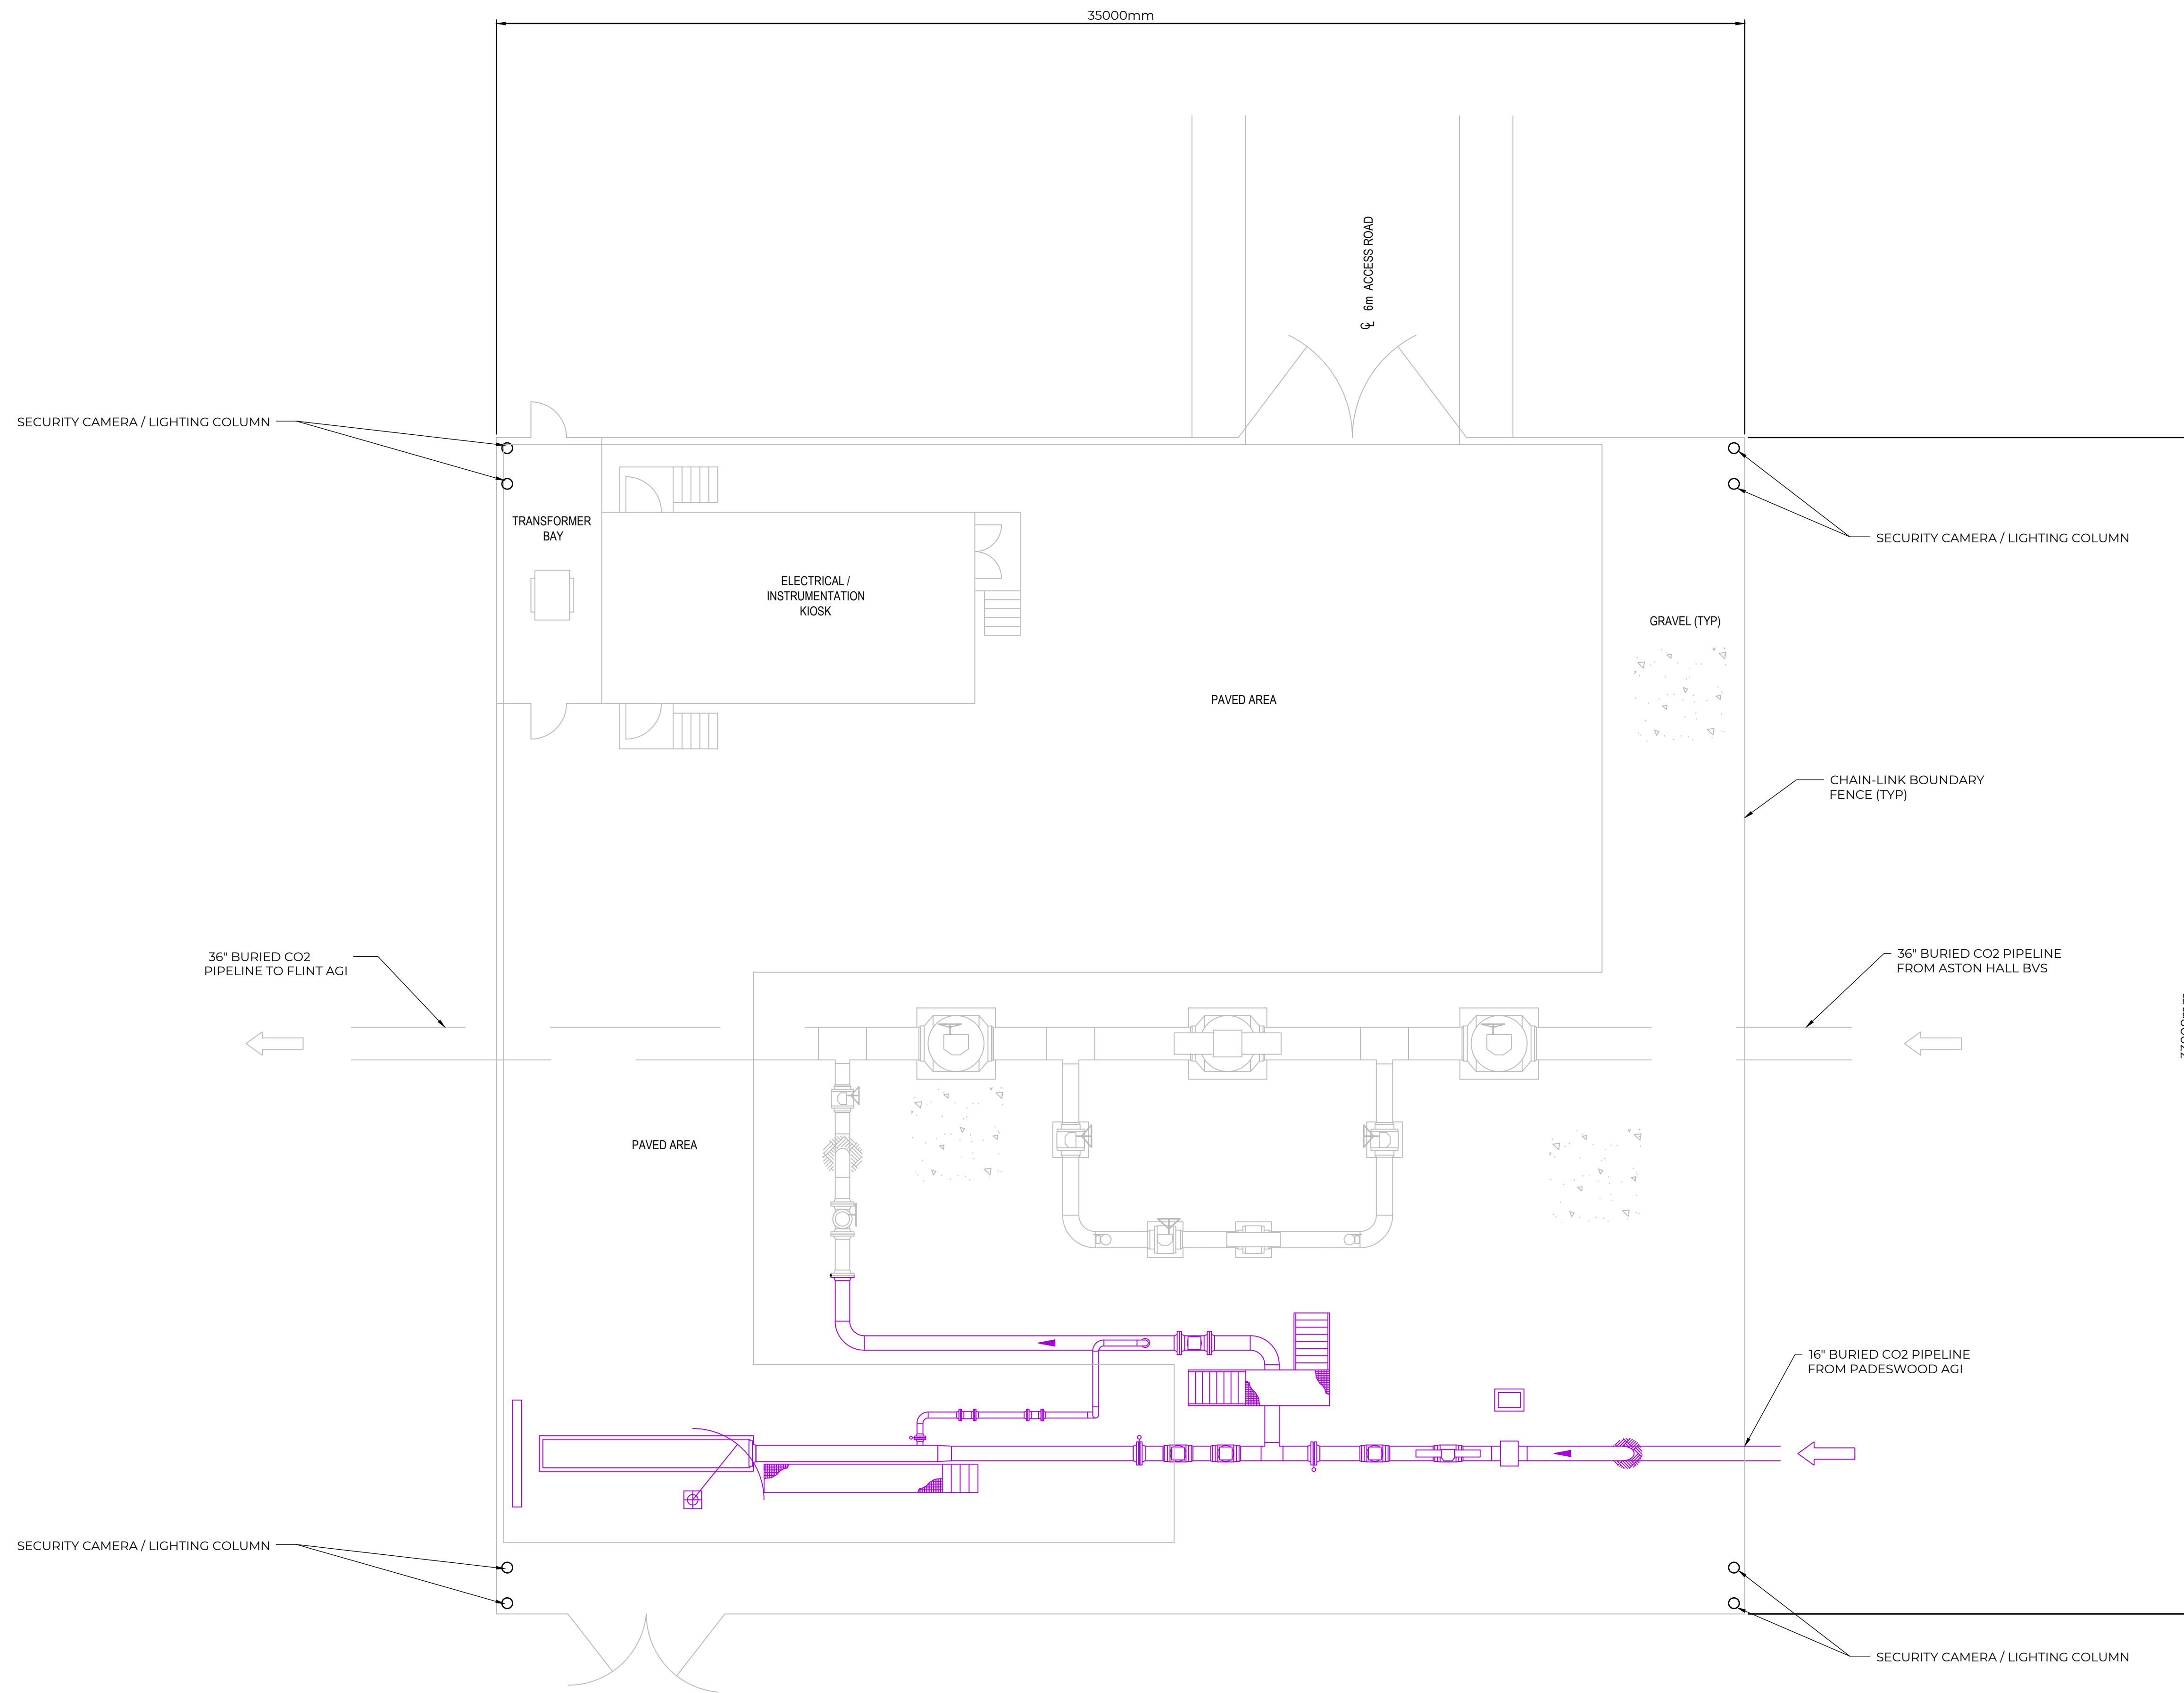 35000mm
℄ 6m ACCESS ROAD
SECURITY CAMERA / LIGHTING COLUMN
TRANSFORMER
BAY
SECURITY CAMERA / LIGHTING COLUMN
ELECTRICAL /
INSTRUMENTATION
KIOSK
GRAVEL (TYP)
PAVED AREA
CHAIN-LINK BOUNDARY
FENCE (TYP)
36" BURIED CO2
PIPELINE TO FLINT AGI
36" BURIED CO2 PIPELINE
FROM ASTON HALL BVS
PAVED AREA
16" BURIED CO2 PIPELINE
FROM PADESWOOD AGI
SECURITY CAMERA / LIGHTING COLUMN
SECURITY CAMERA / LIGHTING COLUMN